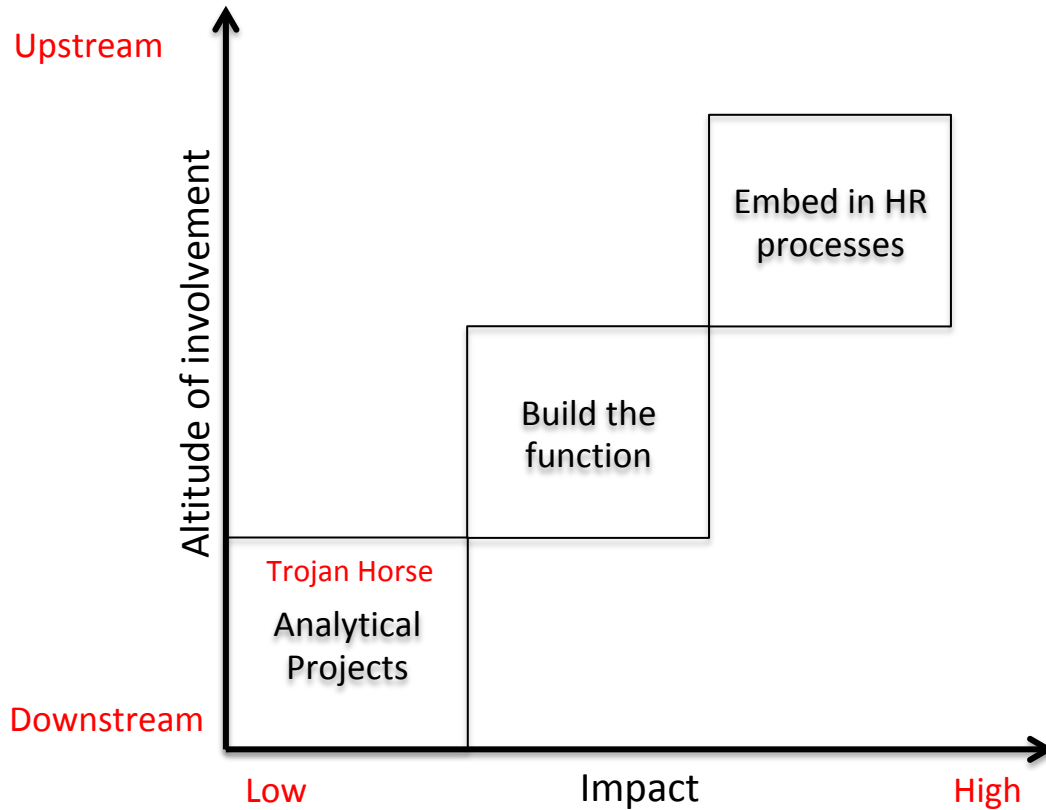 Upstream
Altitude of involvement
Embed in HR
processes
Build the
function
Trojan Horse
Analytical
Projects
Downstream
Low
Impact
High